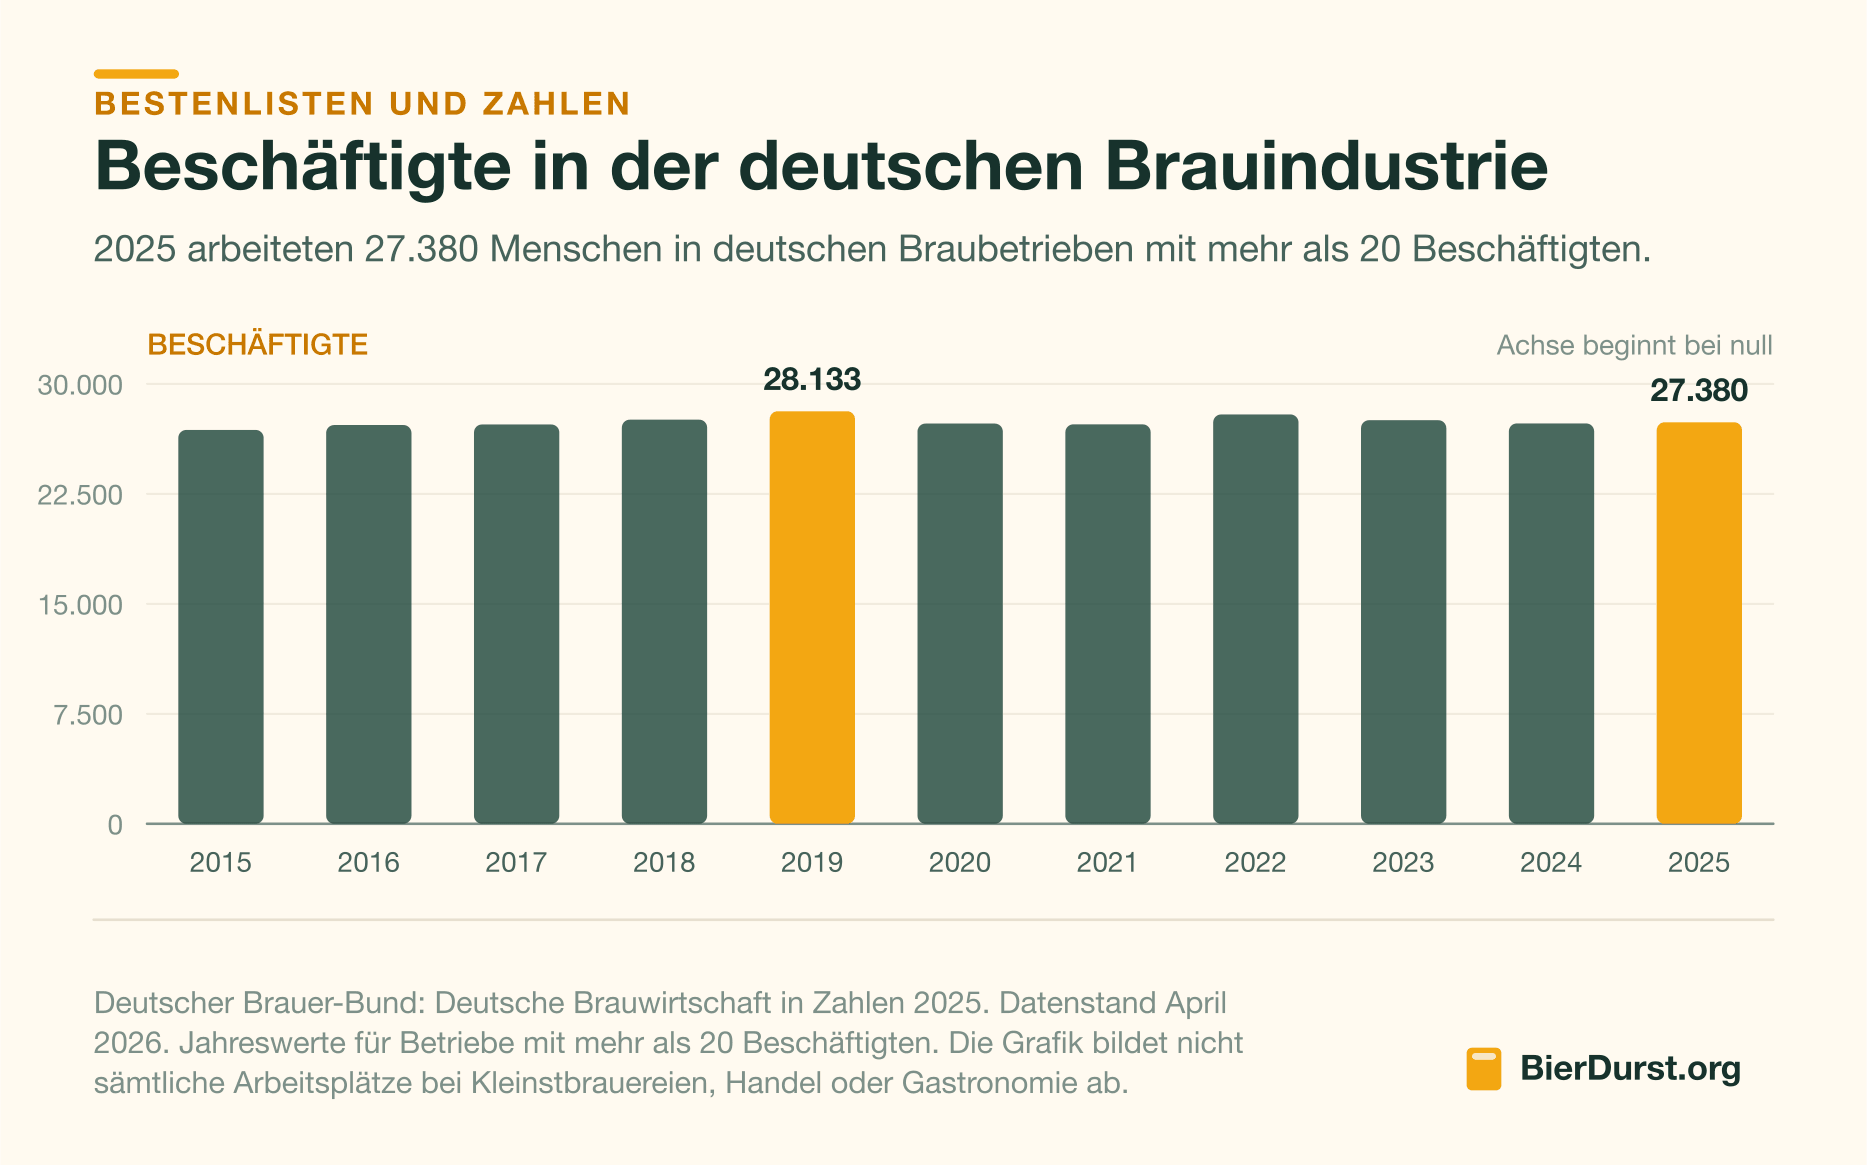 BESTENLISTEN UND ZAHLEN
Beschäftigte in der deutschen Brauindustrie
2025 arbeiteten 27.380 Menschen in deutschen Braubetrieben mit mehr als 20 Beschäftigten.
BESCHÄFTIGTE
Achse beginnt bei null
30.000
28.133
27.380
22.500
15.000
7.500
0
2015 2016 2017 2018 2019 2020 2021 2022 2023 2024 2025
Deutscher Brauer-Bund: Deutsche Brauwirtschaft in Zahlen 2025. Datenstand April
2026. Jahreswerte für Betriebe mit mehr als 20 Beschäftigten. Die Grafik bildet nicht
sämtliche Arbeitsplätze bei Kleinstbrauereien, Handel oder Gastronomie ab.
BierDurst.org